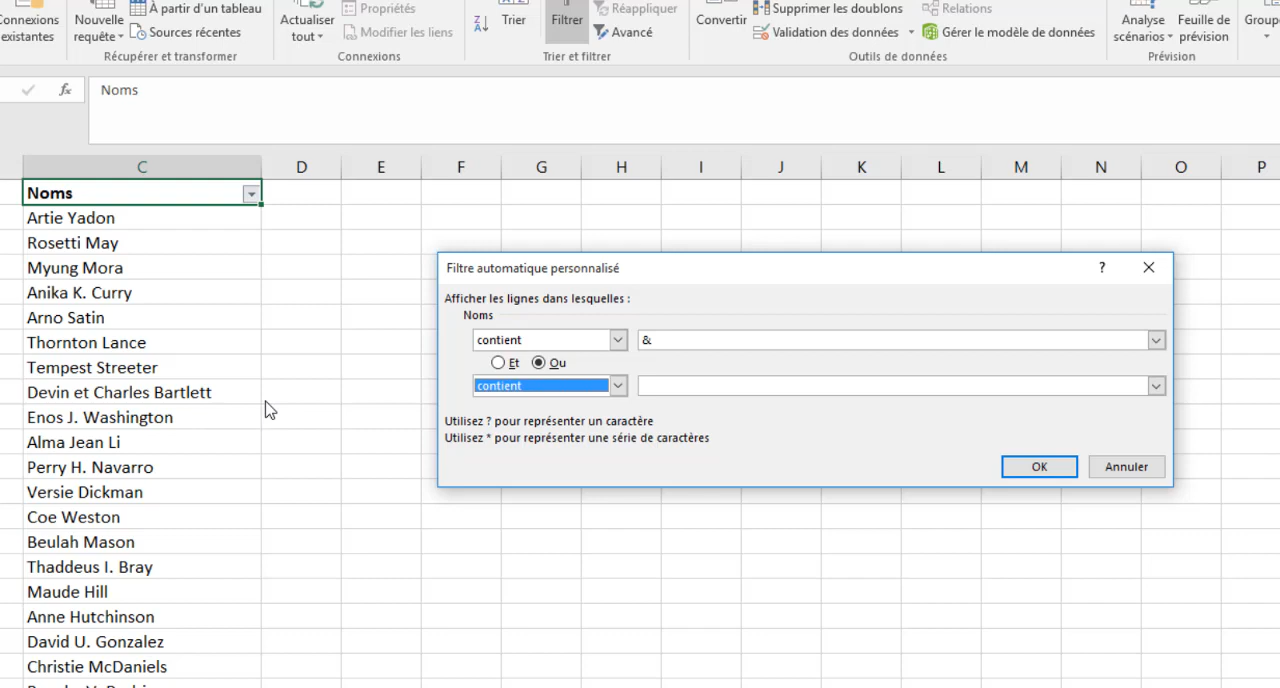 Connexions
existantes
Nouvelle
requête
À partir d'un tableau
Sources récentes
Récupérer et transformer
Actualiser
tout
Propriétés
Modifier les liens
Connexions
Z
A
Trier
Filtrer
Réappliquer
Avancé
Trier et filtrer
Convertir
Supprimer les doublons
Validation des données
Relations
Gérer le modèle de données
Outils de données
Analyse
scénarios
Feuille de
prévision
Prévision
fx
Noms
C D E F G H I J K L M N O P
Noms
Artie Yadon
Rosetti May
Myung Mora
Anika K. Curry
Arno Satin
Thornton Lance
Tempest Streeter
Devin et Charles Bartlett
Enos J. Washington
Alma Jean Li
Perry H. Navarro
Versie Dickman
Coe Weston
Beulah Mason
Thaddeus I. Bray
Maude Hill
Anne Hutchinson
David U. Gonzalez
Christie McDaniels
Filtre automatique personnalisé ?
Afficher les lignes dans lesquelles :
Noms
contient &
Et Ou
contient
Utilisez ? pour représenter un caractère
Utilisez * pour représenter une série de caractères
OK Annuler